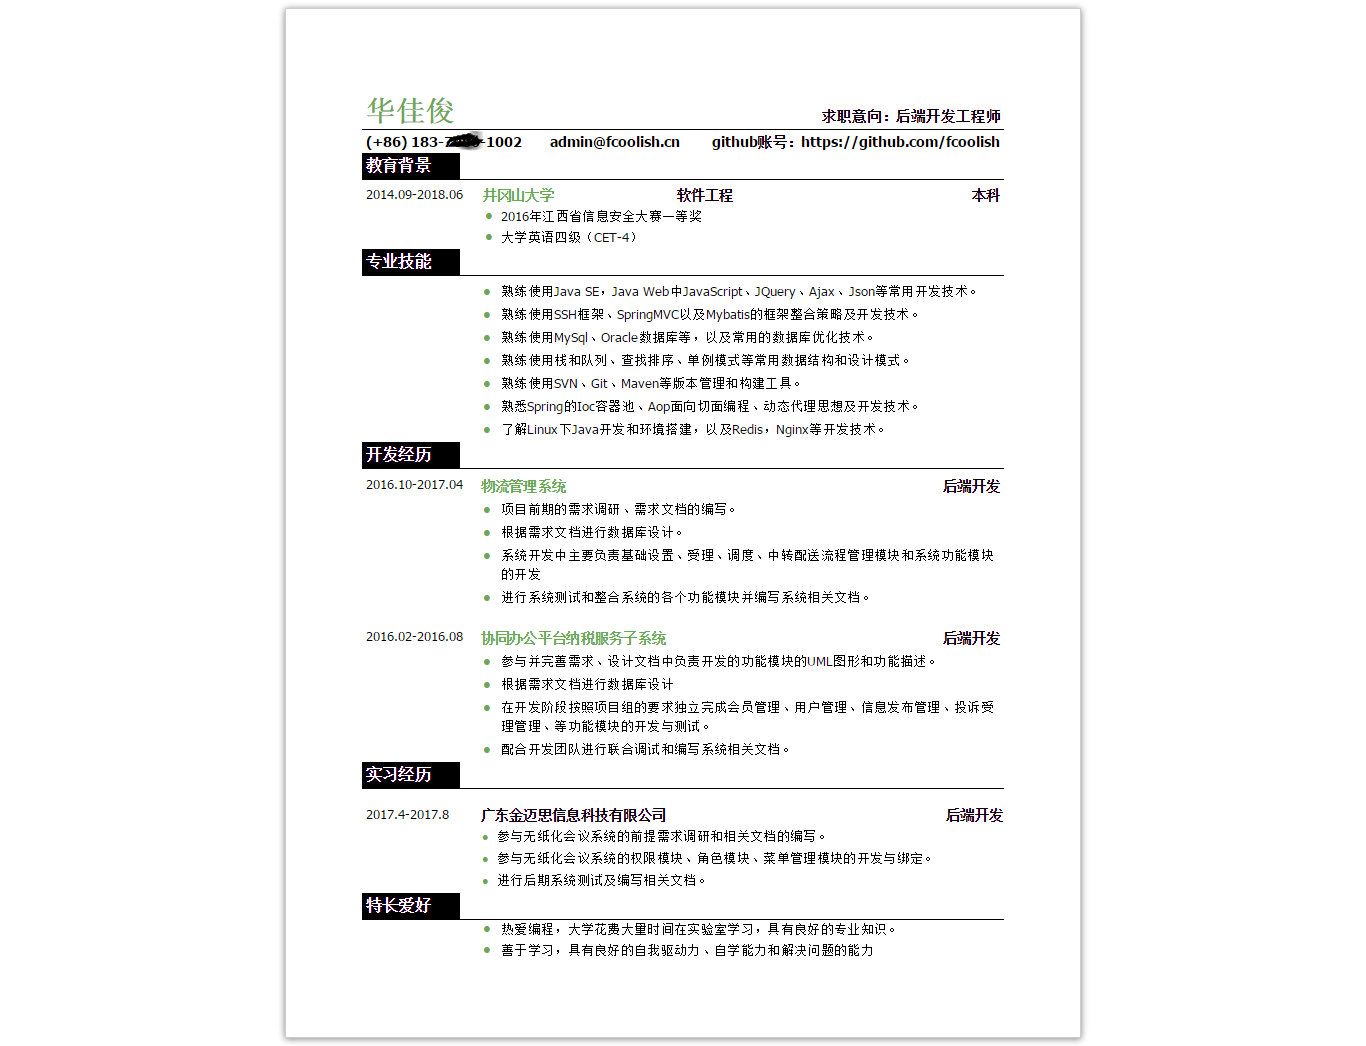 华佳俊
求职意向：后端开发工程师
(+86) 183- -1002 admin@fcoolish.cn github账号：https://github.com/fcoolish
教育背景
2014.09-2018.06 井冈山大学 软件工程 本科
2016年江西省信息安全大赛一等奖
大学英语四级（CET-4）
专业技能
熟练使用Java SE，Java Web中JavaScript、JQuery、Ajax、Json等常用开发技术。
熟练使用SSH框架、SpringMVC以及Mybatis的框架整合策略及开发技术。
熟练使用MySql、Oracle数据库等，以及常用的数据库优化技术。
熟练使用栈和队列、查找排序、单例模式等常用数据结构和设计模式。
熟练使用SVN、Git、Maven等版本管理和构建工具。
熟悉Spring的Ioc容器池、Aop面向切面编程、动态代理思想及开发技术。
了解Linux下Java开发和环境搭建，以及Redis，Nginx等开发技术。
开发经历
2016.10-2017.04 物流管理系统 后端开发
项目前期的需求调研、需求文档的编写。
根据需求文档进行数据库设计。
系统开发中主要负责基础设置、受理、调度、中转配送流程管理模块和系统功能模块
的开发
进行系统测试和整合系统的各个功能模块并编写系统相关文档。
2016.02-2016.08 协同办公平台纳税服务子系统 后端开发
参与并完善需求、设计文档中负责开发的功能模块的UML图形和功能描述。
根据需求文档进行数据库设计
在开发阶段按照项目组的要求独立完成会员管理、用户管理、信息发布管理、投诉受
理管理、等功能模块的开发与测试。
配合开发团队进行联合调试和编写系统相关文档。
实习经历
2017.4-2017.8 广东金迈思信息科技有限公司 后端开发
参与无纸化会议系统的前提需求调研和相关文档的编写。
参与无纸化会议系统的权限模块、角色模块、菜单管理模块的开发与绑定。
进行后期系统测试及编写相关文档。
特长爱好
热爱编程，大学花费大量时间在实验室学习，具有良好的专业知识。
善于学习，具有良好的自我驱动力、自学能力和解决问题的能力